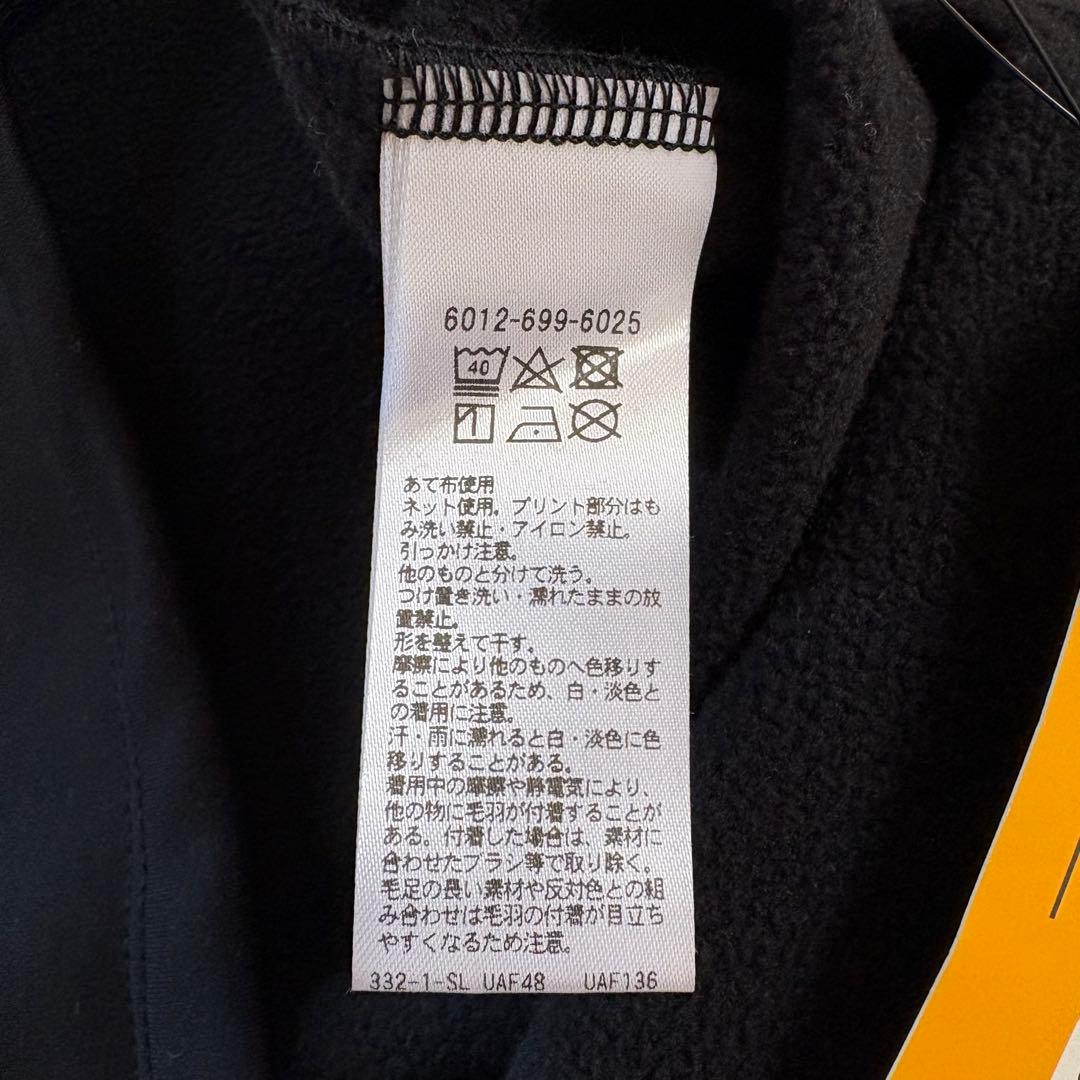 6012-699-6025
40
あて布使用
ネット使用。プリント部分はも
み洗い禁止・アイロン禁止。
引っかけ注意。
他のものと分けて洗う。
つけ置き洗い・濡れたままの放
置禁止。
形を整えて干す。
摩擦により他のものへ色移りす
ることがあるため、白・淡色と
の着用に注意。
汗・雨に濡れると白・淡色に色
移りすることがある。
着用中の摩擦や静電気により、
他の物に毛羽が付着することが
ある。付着した場合は、素材に
合わせたブラシ等で取り除く。
毛足の長い素材や反対色との組
み合わせは毛羽の付着が目立ち
やすくなるため注意。
332-1-SL UAF48 UAF136